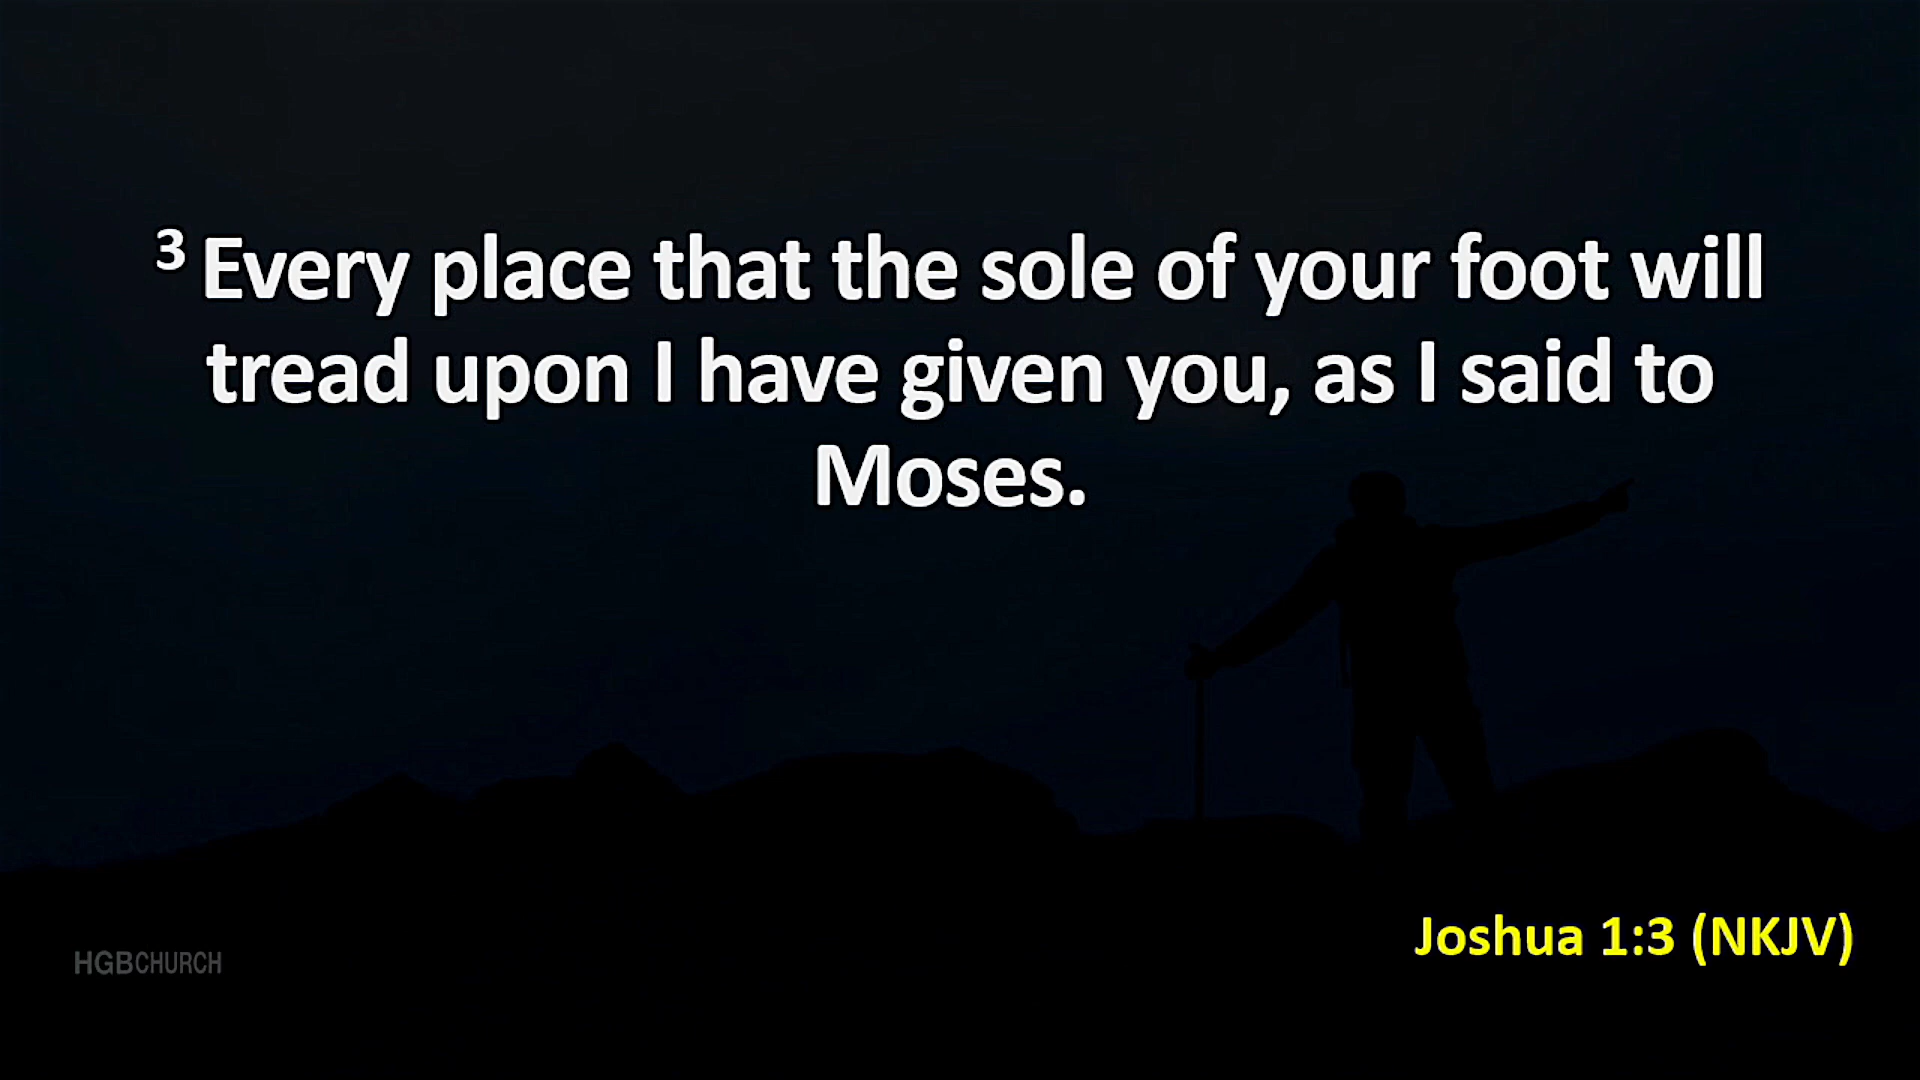 3 Every place that the sole of your foot will
tread upon I have given you, as I said to
Moses.
Joshua 1:3 (NKJV)
HGBCHURCH